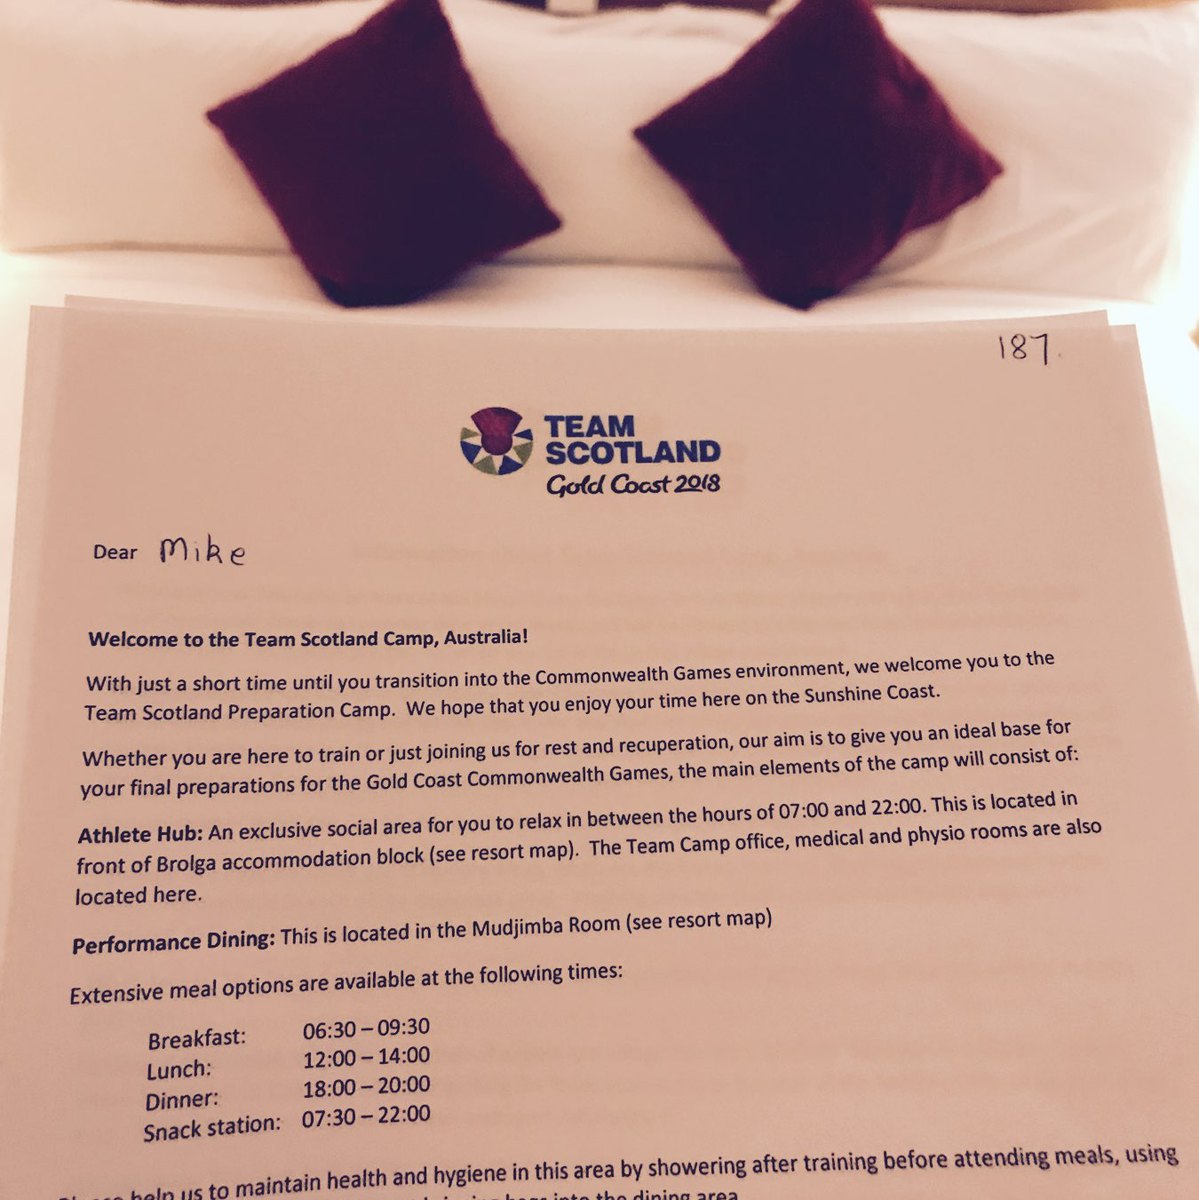 187.
TEAM
SCOTLAND
Gold Coast 2018
Dear Mike
Welcome to the Team Scotland Camp, Australia!
With just a short time until you transition into the Commonwealth Games environment, we welcome you to the
Team Scotland Preparation Camp. We hope that you enjoy your time here on the Sunshine Coast.
Whether you are here to train or just joining us for rest and recuperation, our aim is to give you an ideal base for
your final preparations for the Gold Coast Commonwealth Games, the main elements of the camp will consist of:
Athlete Hub: An exclusive social area for you to relax in between the hours of 07:00 and 22:00. This is located in
front of Brolga accommodation block (see resort map). The Team Camp office, medical and physio rooms are also
located here.
Performance Dining: This is located in the Mudjimba Room (see resort map)
Extensive meal options are available at the following times:
Breakfast: 06:30 – 09:30
Lunch: 12:00 – 14:00
Dinner: 18:00 – 20:00
Snack station: 07:30 – 22:00
help us to maintain health and hygiene in this area by showering after training before attending meals, using
into the dining area